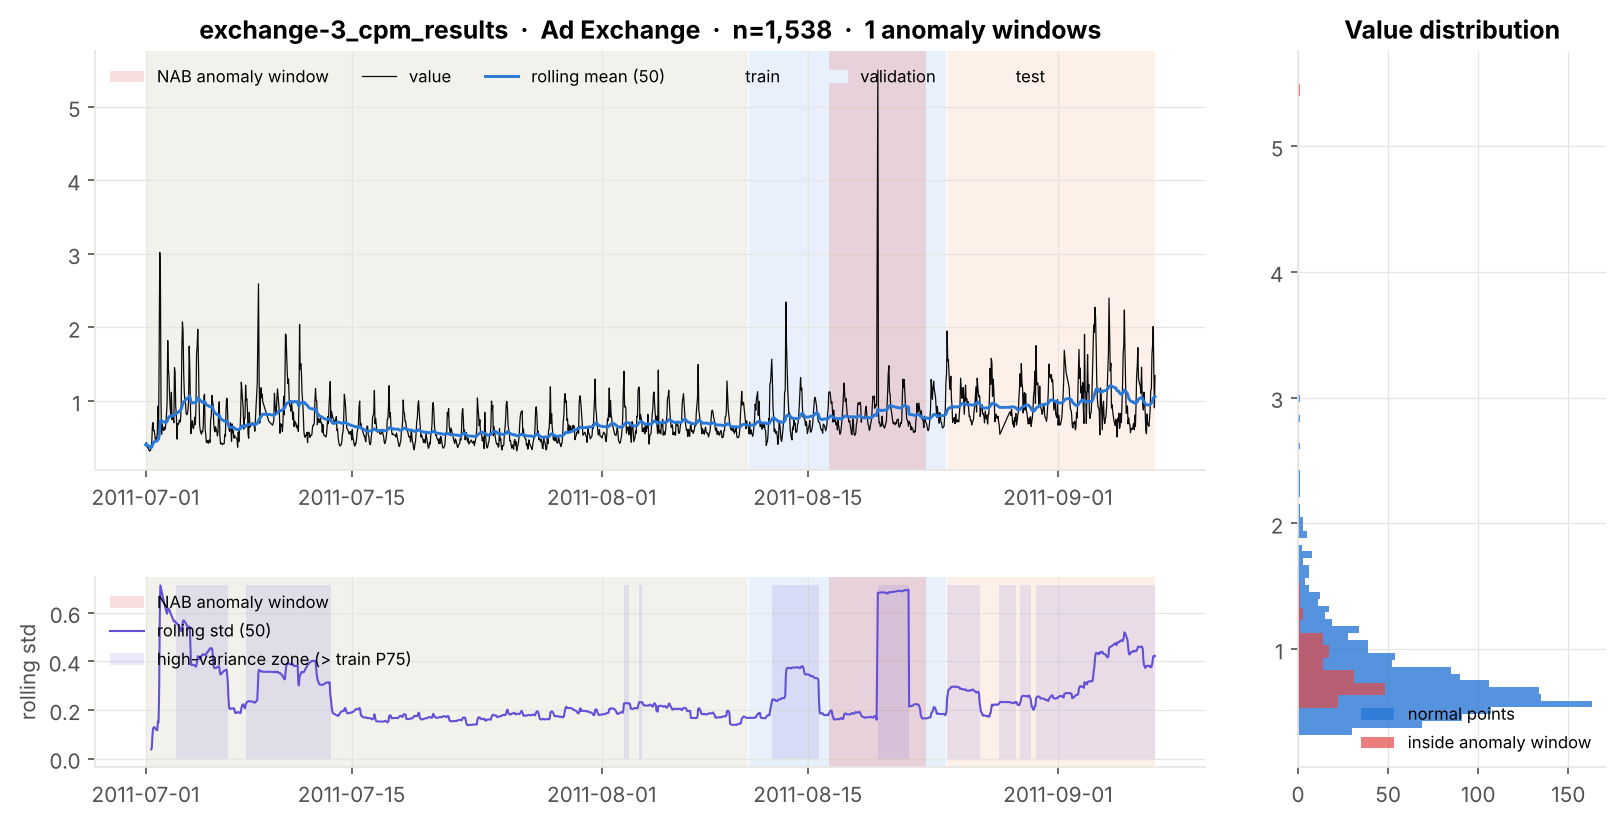 exchange-3_cpm_results · Ad Exchange · n=1,538 · 1 anomaly windows
NAB anomaly window value rolling mean (50) train validation test
5
4
3
2
1
2011-07-01 2011-07-15 2011-08-01 2011-08-15 2011-09-01
rolling std
NAB anomaly window
rolling std (50)
high-variance zone (> train P75)
0.6
0.4
0.2
0.0
2011-07-01 2011-07-15 2011-08-01 2011-08-15 2011-09-01
Value distribution
5
4
3
2
1
normal points
inside anomaly window
0 50 100 150